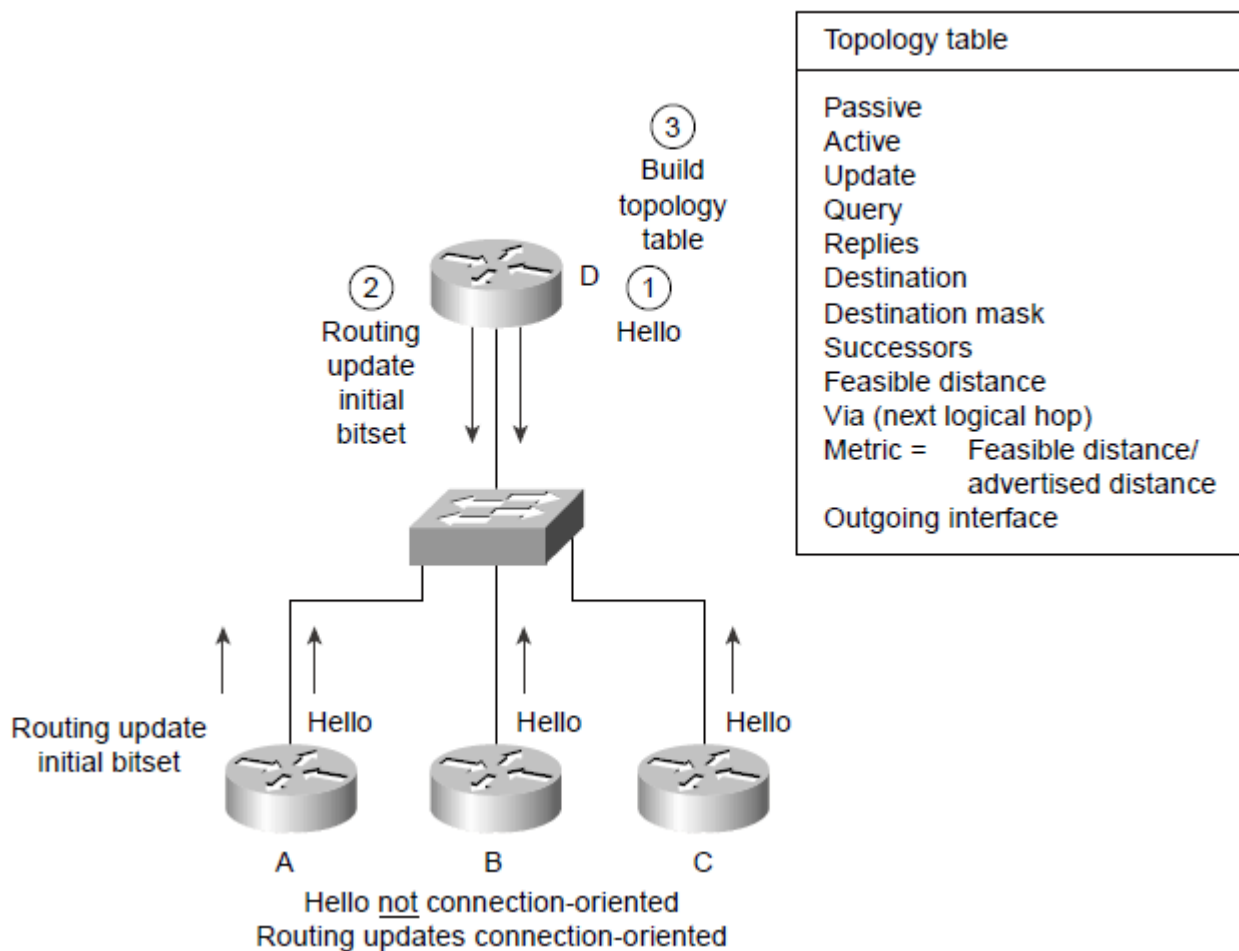 Topology table
Passive
Active
Update
Query
Replies
Destination
Destination mask
Successors
Feasible distance
Via (next logical hop)
Metric = Feasible distance/
advertised distance
Outgoing interface
3
Build
topology
table
D
1
Hello
2
Routing
update
initial
bitset
Routing update
initial bitset
Hello
Hello
Hello
A
B
C
Hello not connection-oriented
Routing updates connection-oriented